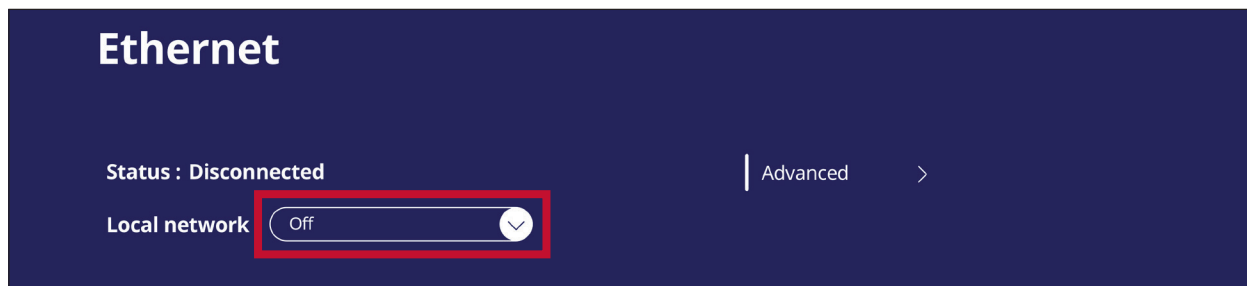 Ethernet
Status : Disconnected
Advanced
Local network
Off